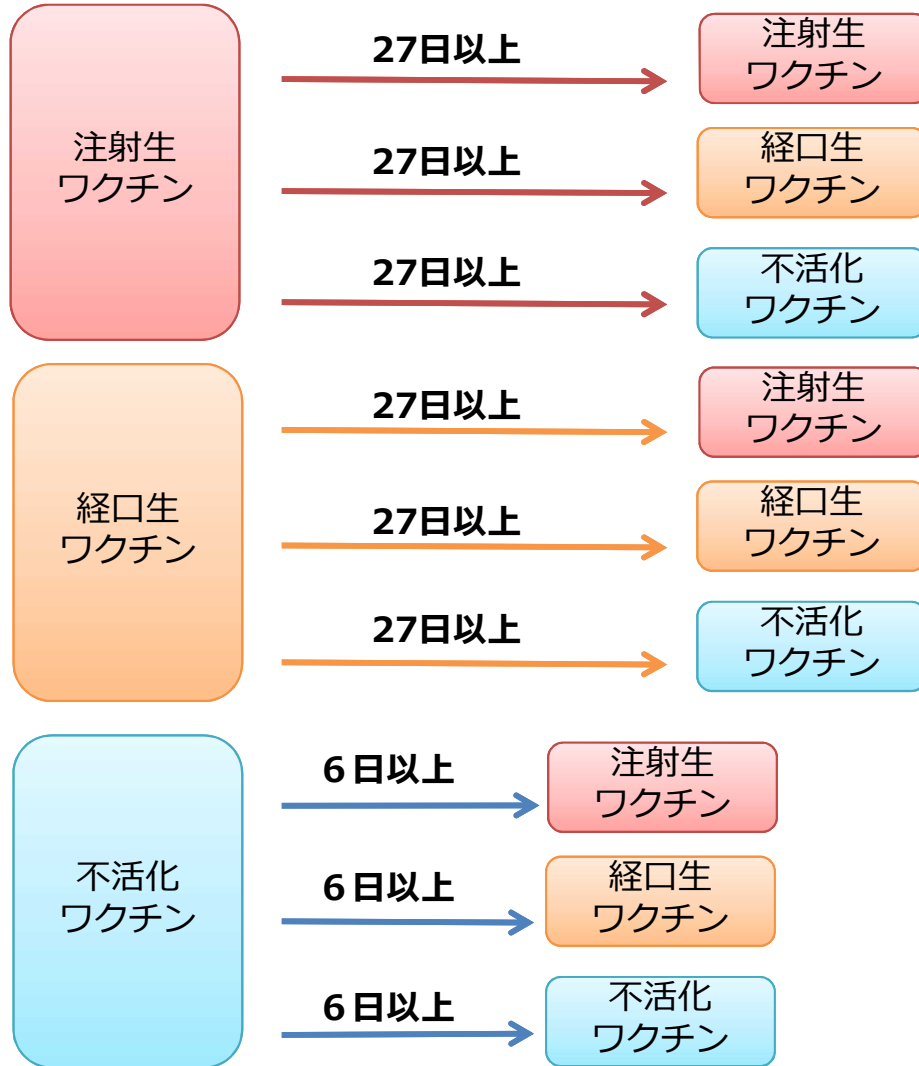 注射生
ワクチン
27日以上
注射生
ワクチン
27日以上
経口生
ワクチン
27日以上
不活化
ワクチン
経口生
ワクチン
27日以上
注射生
ワクチン
27日以上
経口生
ワクチン
27日以上
不活化
ワクチン
不活化
ワクチン
6日以上
注射生
ワクチン
6日以上
経口生
ワクチン
6日以上
不活化
ワクチン